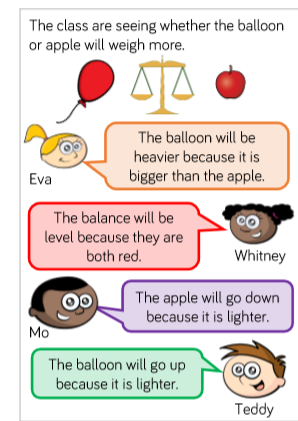 The class are seeing whether the balloon
or apple will weigh more.
The balloon will be
heavier because it is
bigger than the apple.
Eva
The balance will be
level because they are
both red.
Whitney
The apple will go down
because it is lighter.
Mo
The balloon will go up
because it is lighter.
Teddy